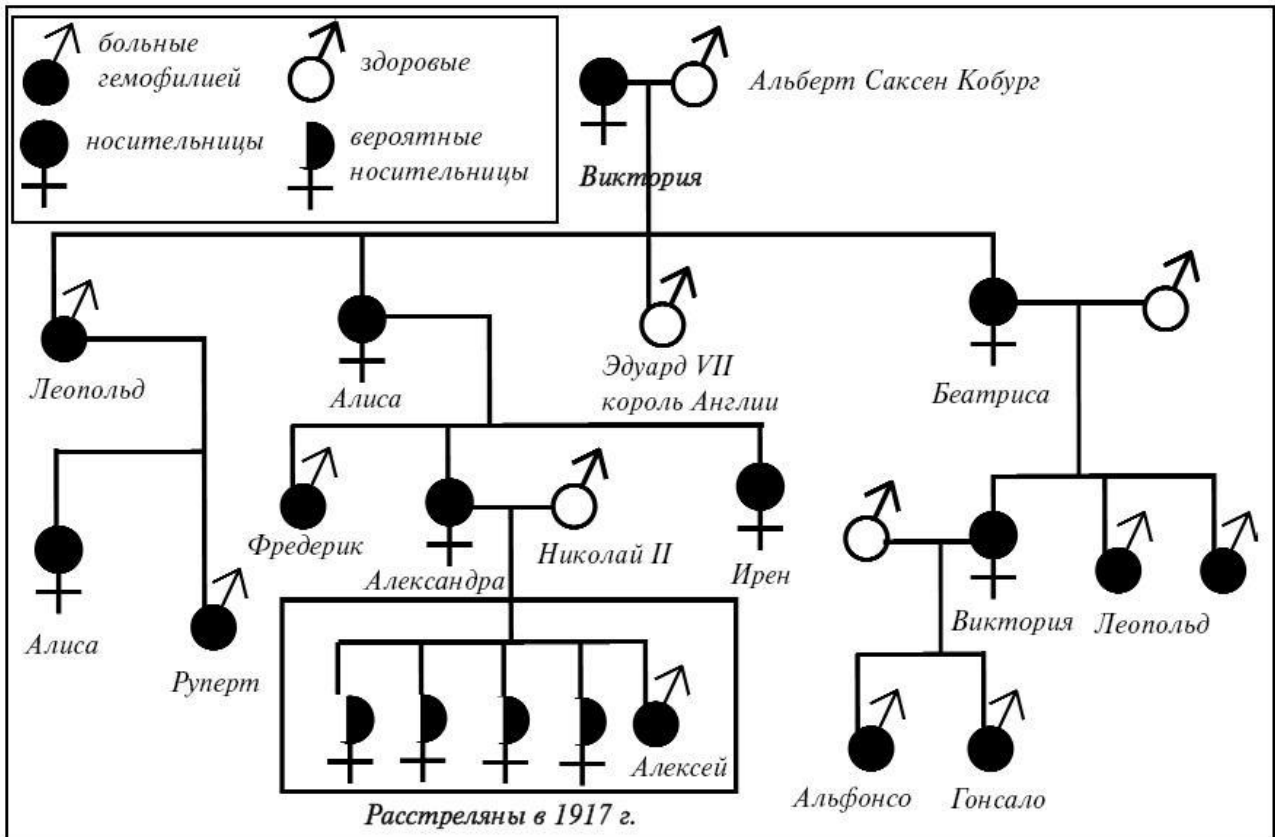 больные
гемофилией
здоровые
носительницы
вероятные
носительницы
Альберт Саксен Кобург
Виктория
Леопольд
Алиса
Эдуард VII
король Англии
Беатриса
Фредерик
Александра
Николай II
Ирен
Виктория
Леопольд
Алиса
Руперт
Алексей
Альфонсо
Гонсало
Расстреляны в 1917 г.